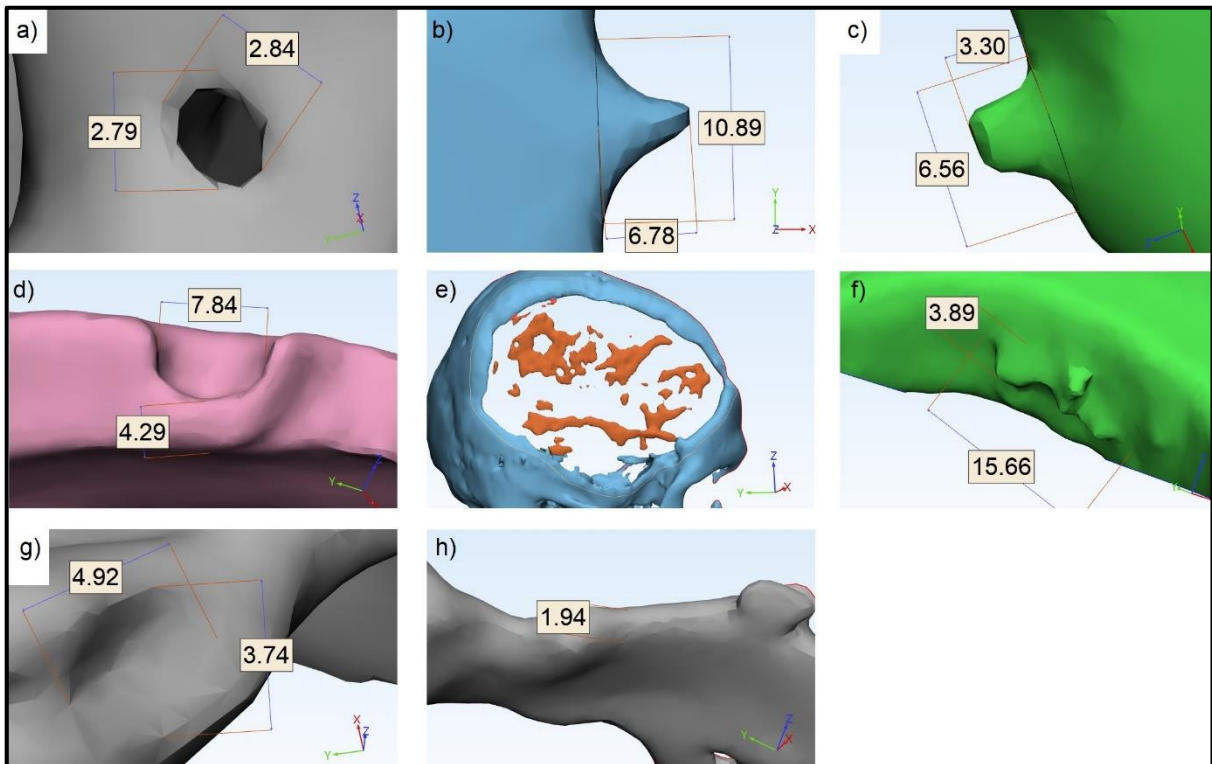 a)
2.84
2.79
Z
X
Y
b)
10.89
6.78
Y
Z
X
c)
3.30
6.56
Y
Z
d)
7.84
4.29
Z
Y
e)
Z
Y
X
f)
3.89
15.66
Y
g)
4.92
3.74
X
Z
Y
h)
1.94
Z
Y
X